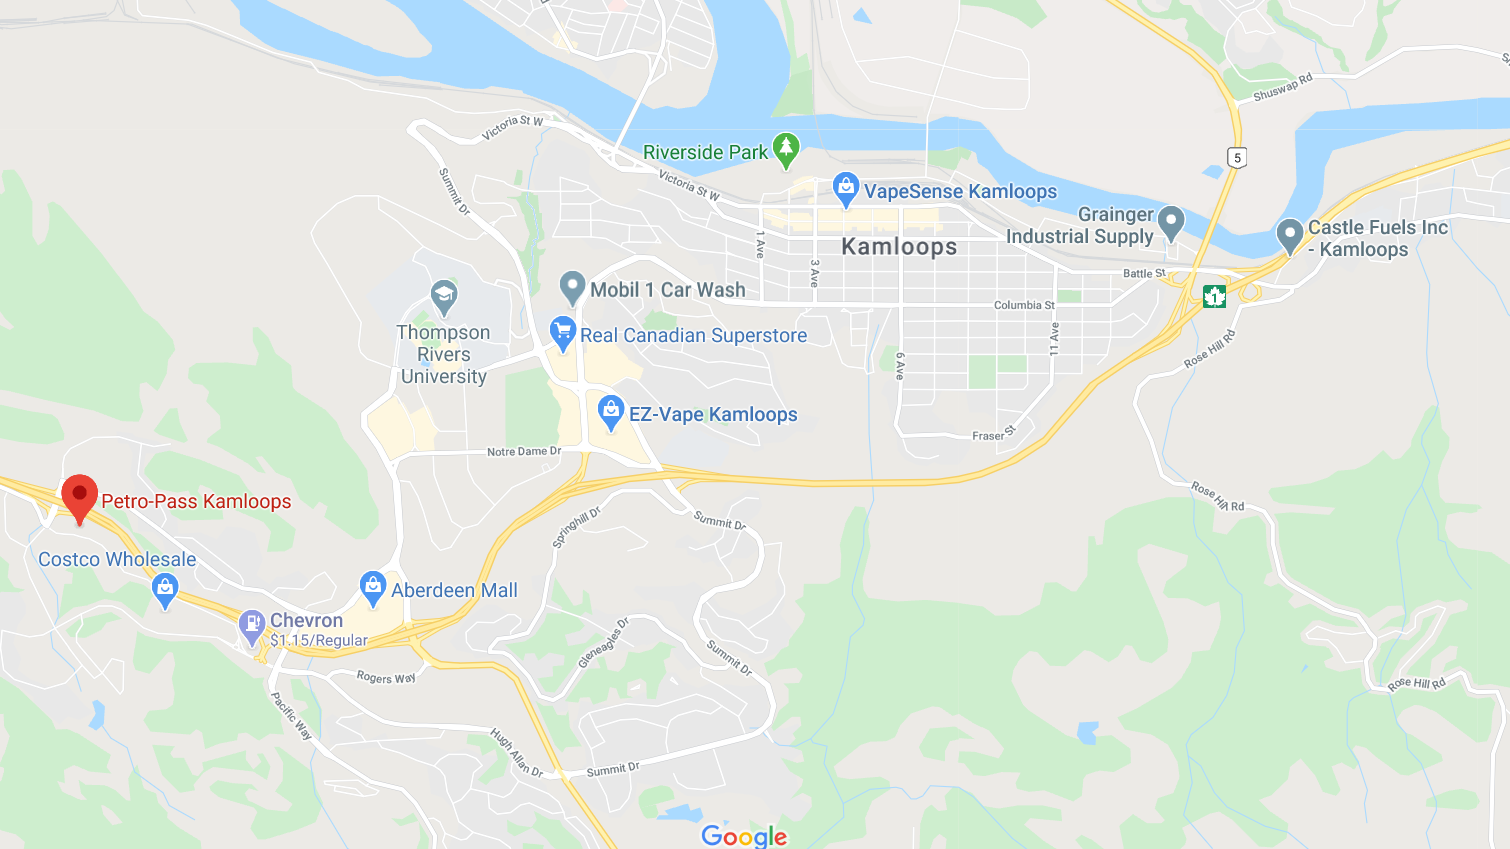 Shuswap Rd
Victoria St W
5
Riverside Park
Summit Dr
Victoria St W
VapeSense Kamloops
Grainger
Industrial Supply
Castle Fuels Inc
- Kamloops
1 Ave
Kamloops
3 Ave
Battle St
Mobil 1 Car Wash
1
Columbia St
Thompson
Rivers
University
Real Canadian Superstore
11 Ave
Rose Hill Rd
6 Ave
EZ-Vape Kamloops
Fraser St
Notre Dame Dr
Petro-Pass Kamloops
Rose Hill Rd
Springhill Dr
Summit Dr
Costco Wholesale
Aberdeen Mall
Chevron
$1.15/Regular
Gleneagles Dr
Summit Dr
Rogers Way
Rose Hill Rd
Pacific Way
Hugh Allan Dr
Summit Dr
Google